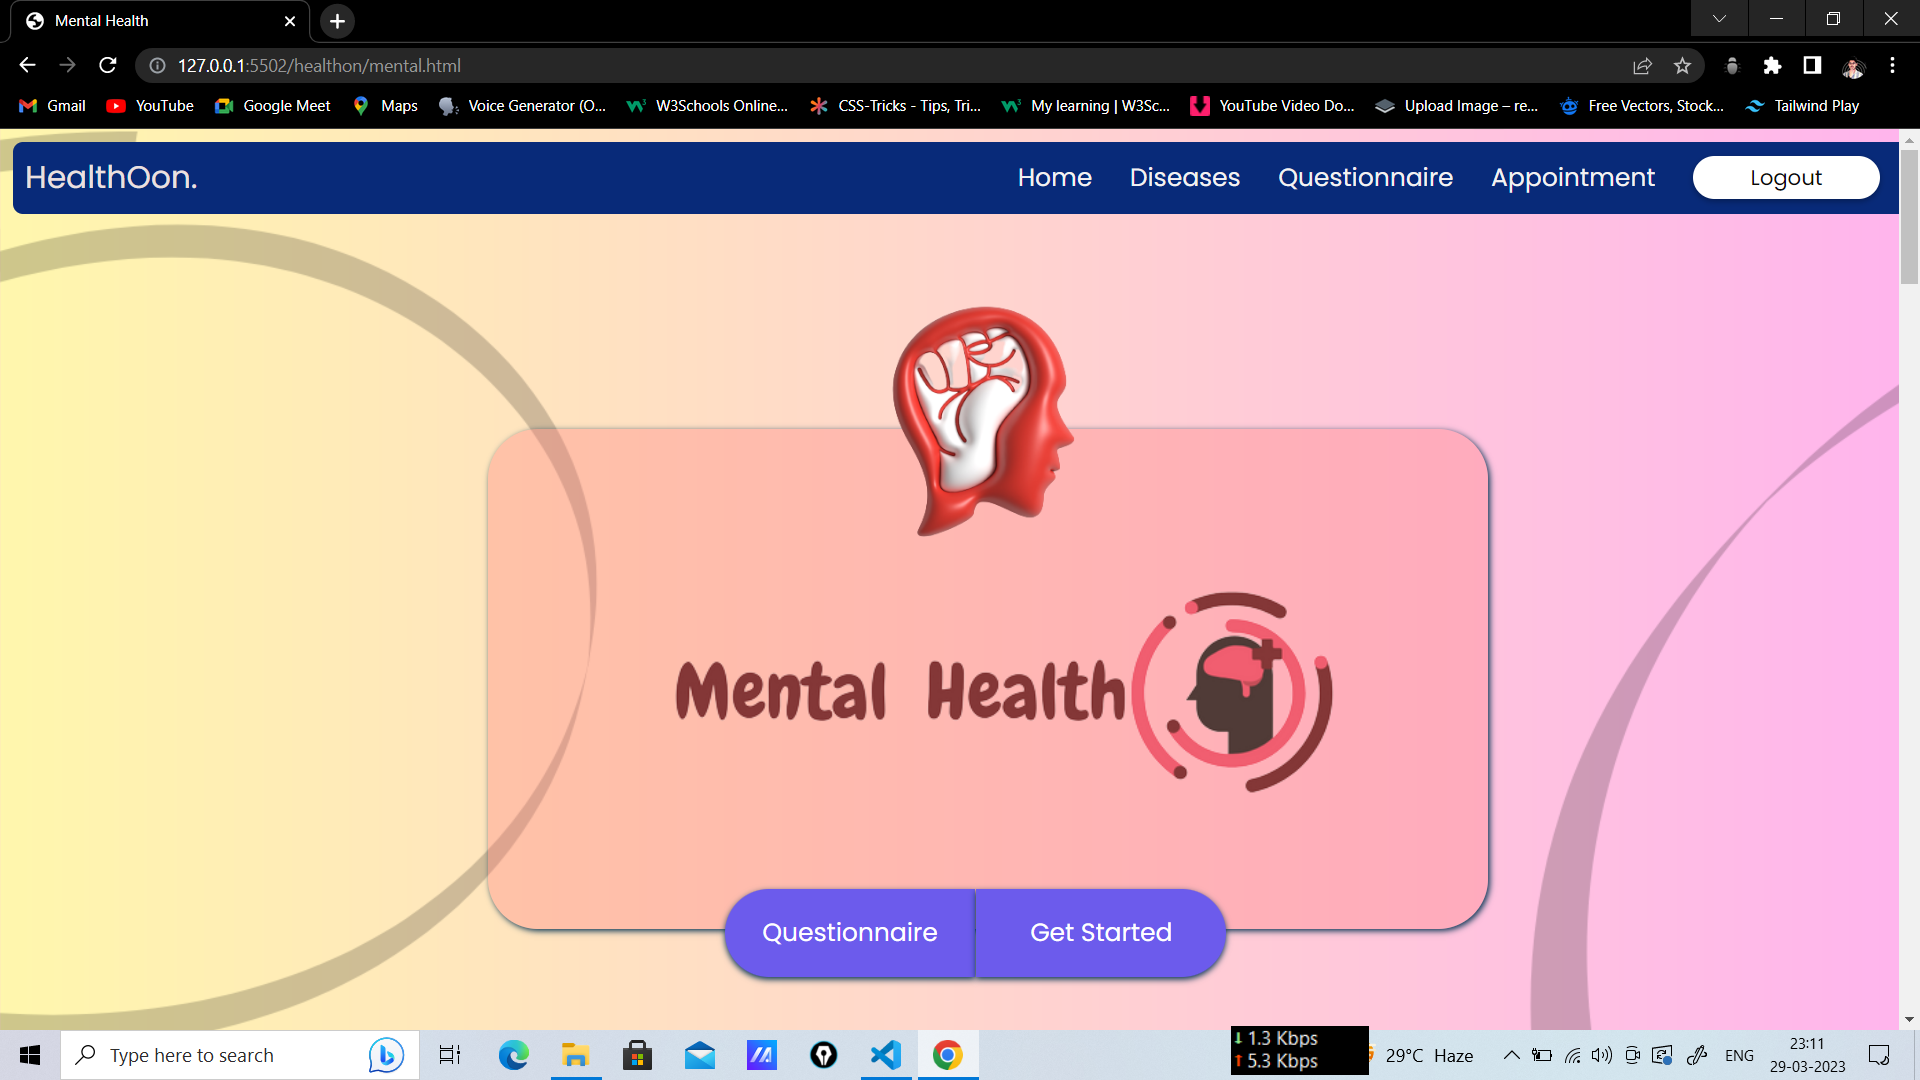 Mental Health
127.0.0.1:5502/healthon/mental.html
Gmail YouTube Google Meet Maps Voice Generator (O... W3Schools Online... CSS-Tricks - Tips, Tri... My learning | W3Sc... YouTube Video Do... Upload Image – re... Free Vectors, Stock... Tailwind Play
HealthOon. Home Diseases Questionnaire Appointment Logout
Mental Health
Questionnaire Get Started
Type here to search
1.3 Kbps
5.3 Kbps
29°C Haze
ENG
23:11
29-03-2023